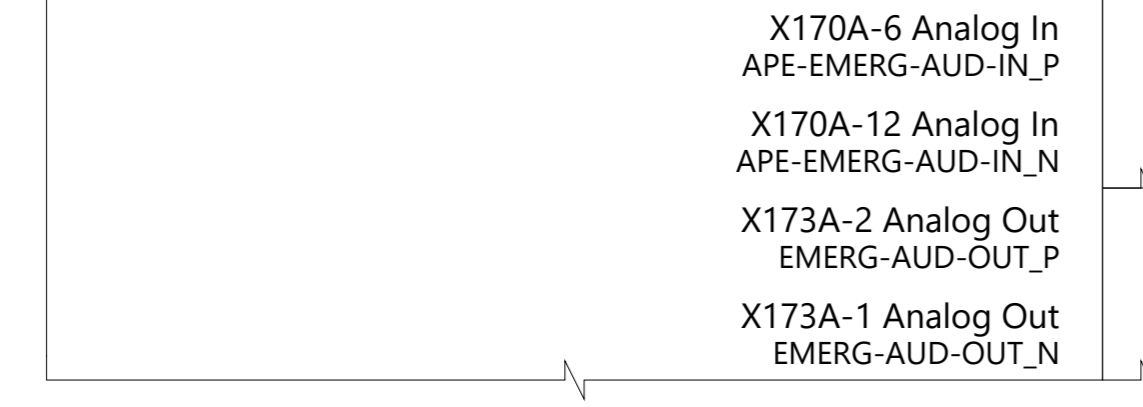 X170A-6 Analog In
APE-EMERG-AUD-IN_P
X170A-12 Analog In
APE-EMERG-AUD-IN_N
X173A-2 Analog Out
EMERG-AUD-OUT_P
X173A-1 Analog Out
EMERG-AUD-OUT_N